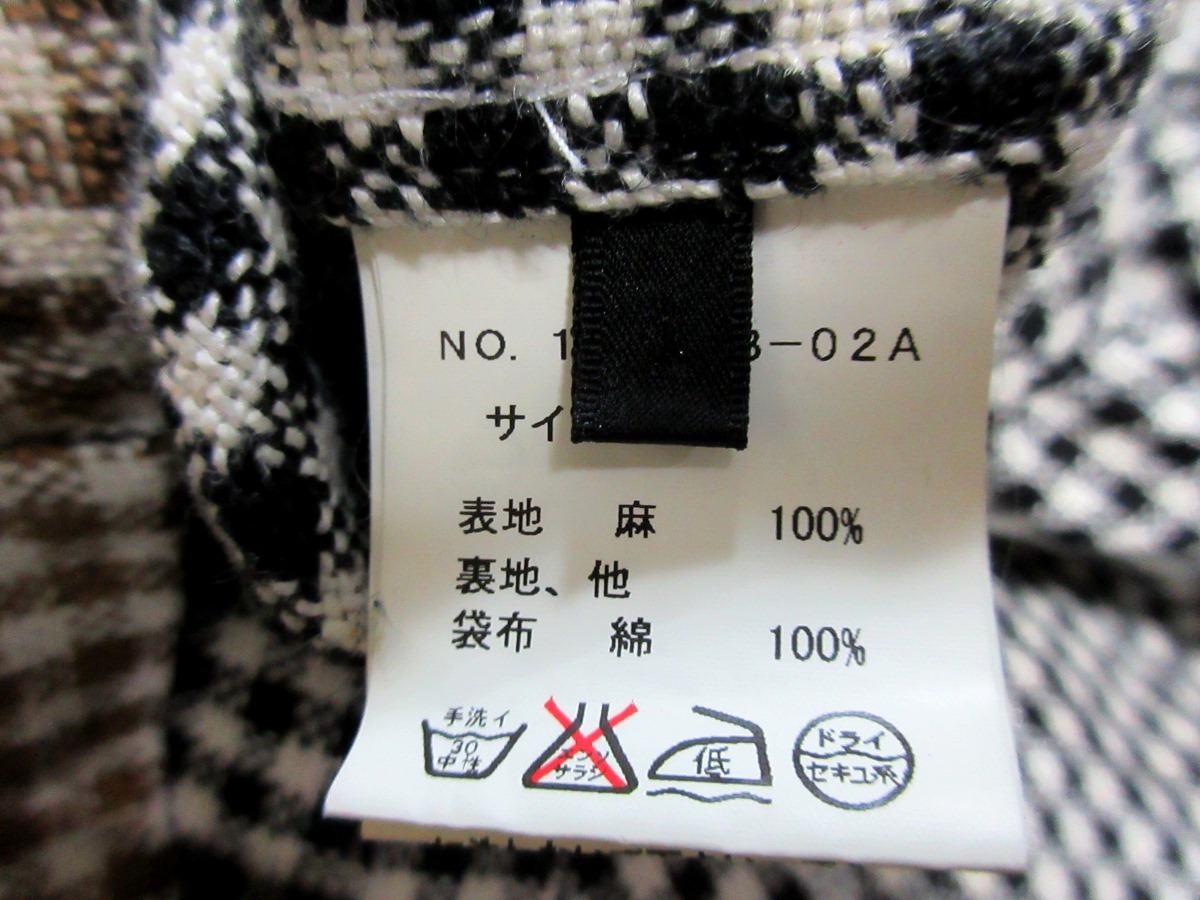 NO. 1 8-02A
サイ
表地 麻 100%
裏地、他
袋布 綿 100%
手洗イ
30
中性
エンソ
サラシ
低
ドライ
セキユ系